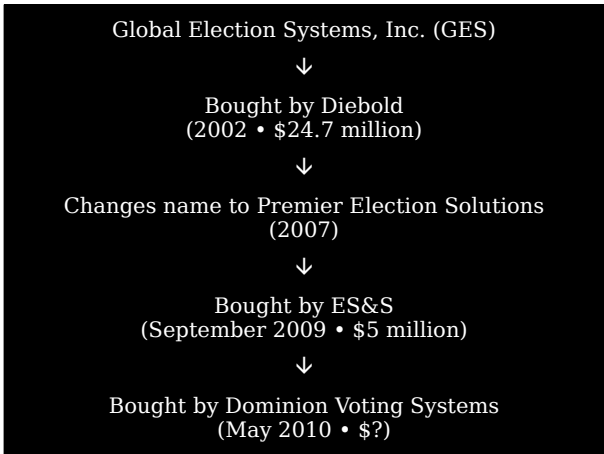 Global Election Systems, Inc. (GES)
↓
Bought by Diebold
(2002 • $24.7 million)
↓
Changes name to Premier Election Solutions
(2007)
↓
Bought by ES&S
(September 2009 • $5 million)
↓
Bought by Dominion Voting Systems
(May 2010 • $?)